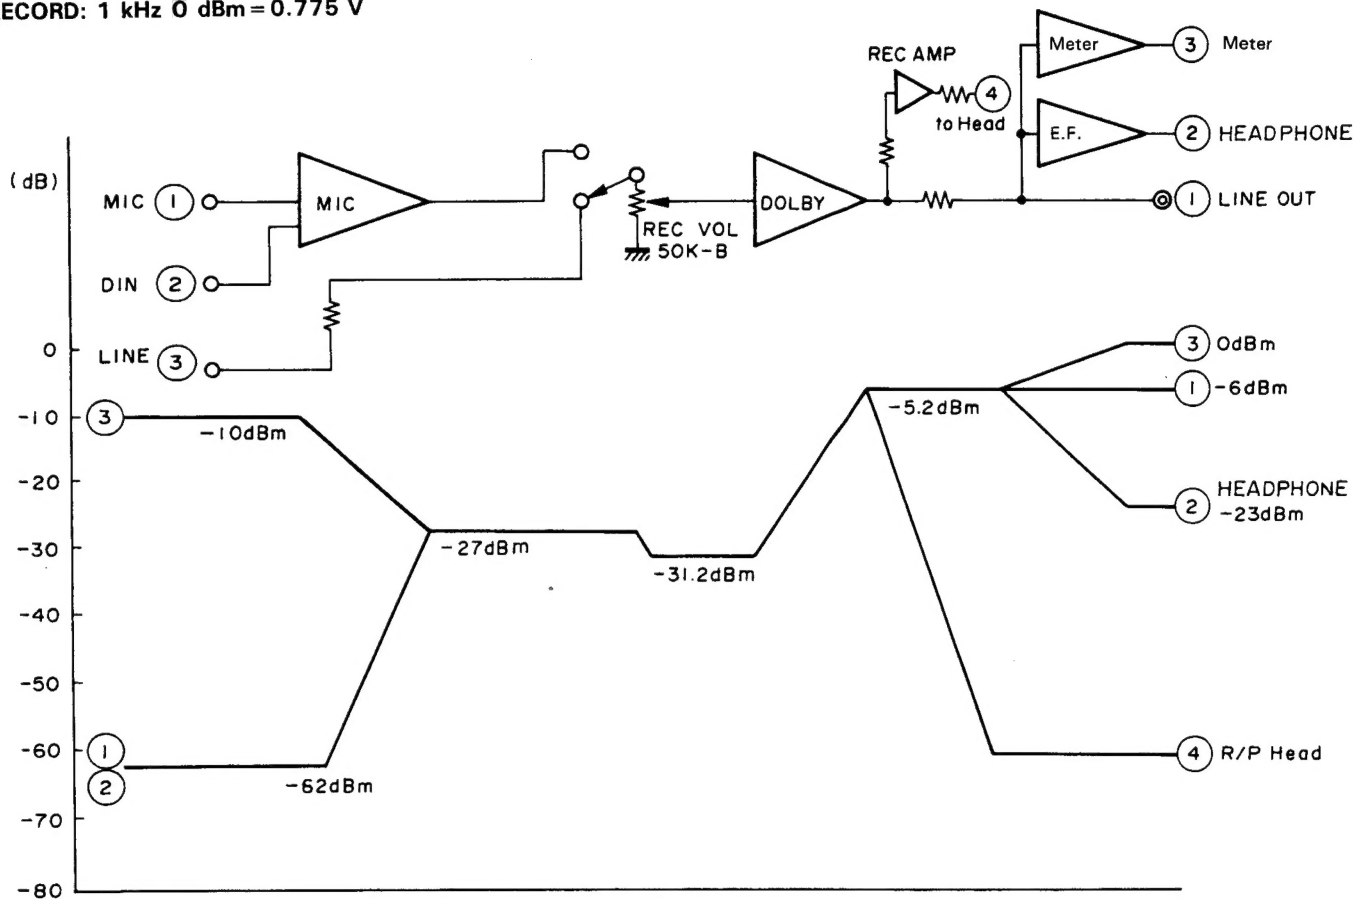 ECORD: 1 kHz 0 dBm = 0.775 V
Meter
3
Meter
REC AMP
4
to Head
E.F.
2
HEADPHONE
(dB)
MIC
1
MIC
DOLBY
1
LINE OUT
REC VOL
50K-B
DIN
2
LINE
3
0
3
0dBm
1
-6dBm
-10
3
-10dBm
-5.2dBm
-20
2
HEADPHONE
-23dBm
-30
-27dBm
-31.2dBm
-40
-50
-60
1
4
R/P Head
2
-62dBm
-70
-80